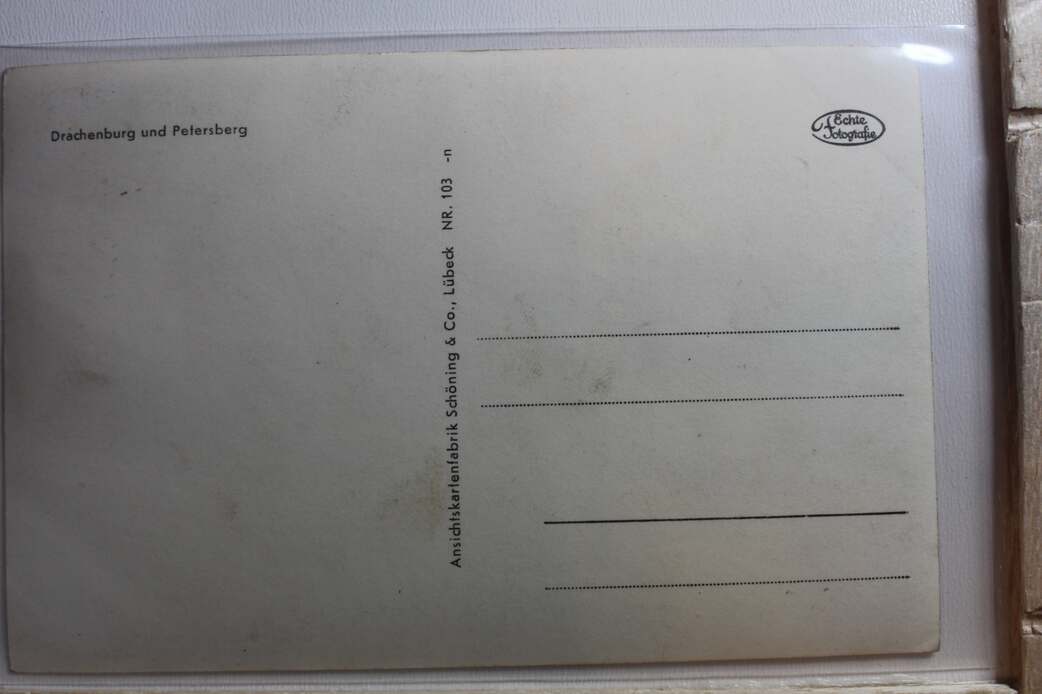 Drachenburg und Petersberg
Ansichtskartenfabrik Schöning & Co., Lübeck NR. 103 -n
Echte
Fotografie